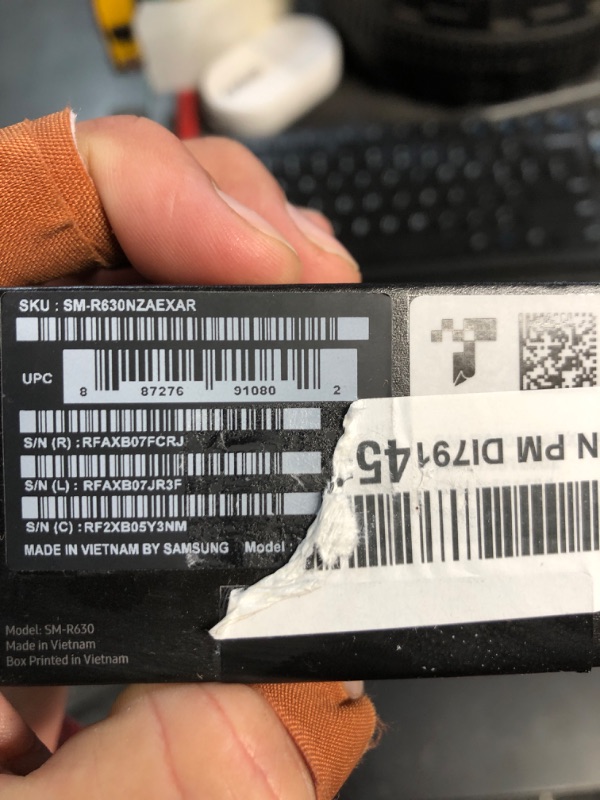 SKU : SM-R630NZAEXAR
UPC
8 87276 91080 2
S/N (R) : RFAXB07FCRJ
S/N (L) : RFAXB07JR3F
S/N (C) : RF2XB05Y3NM
MADE IN VIETNAM BY SAMSUNG Model :
N PM DI79145
Model: SM-R630
Made in Vietnam
Box Printed in Vietnam